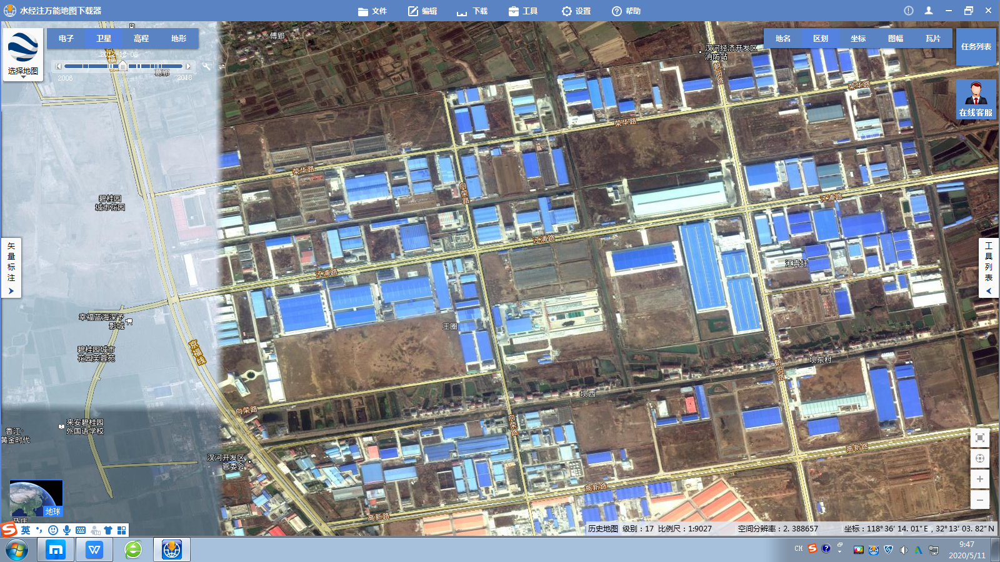 水经注万能地图下载器
文件
编辑
下载
工具
设置
帮助
选择地图
电子
卫星
高程
地形
2012-12-08
2006
2018
地名
区划
坐标
图幅
瓦片
任务列表
在线客服
傅郢
葛郢
汊河经济开发区
消防站
朝阳路
荣华路
荣华路
荣华路
向荣路
碧桂园
城市花园
江浦路
江浦路
江浦路
江青圩
矢量标注
工具列表
幸福蓝海深予
影城
王圈
碧桂园城市
花园芙蓉苑
京福线
坝东村
朝阳路
坝西
向荣路
向荣路
来安碧桂园
外国语学校
香江·
黄金时代
汊河开发区
管委会
高新路
高新路
高新路
地球
马庄
英
历史地图 级别：17 比例尺：1:9027
空间分辨率：2.388657
坐标：118°36′14.01″E，32°13′03.82″N
CH
9:47
2020/5/11